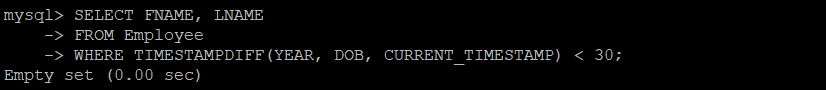 mysql> SELECT FNAME, LNAME
    -> FROM Employee
    -> WHERE TIMESTAMPDIFF(YEAR, DOB, CURRENT_TIMESTAMP) < 30;
Empty set (0.00 sec)